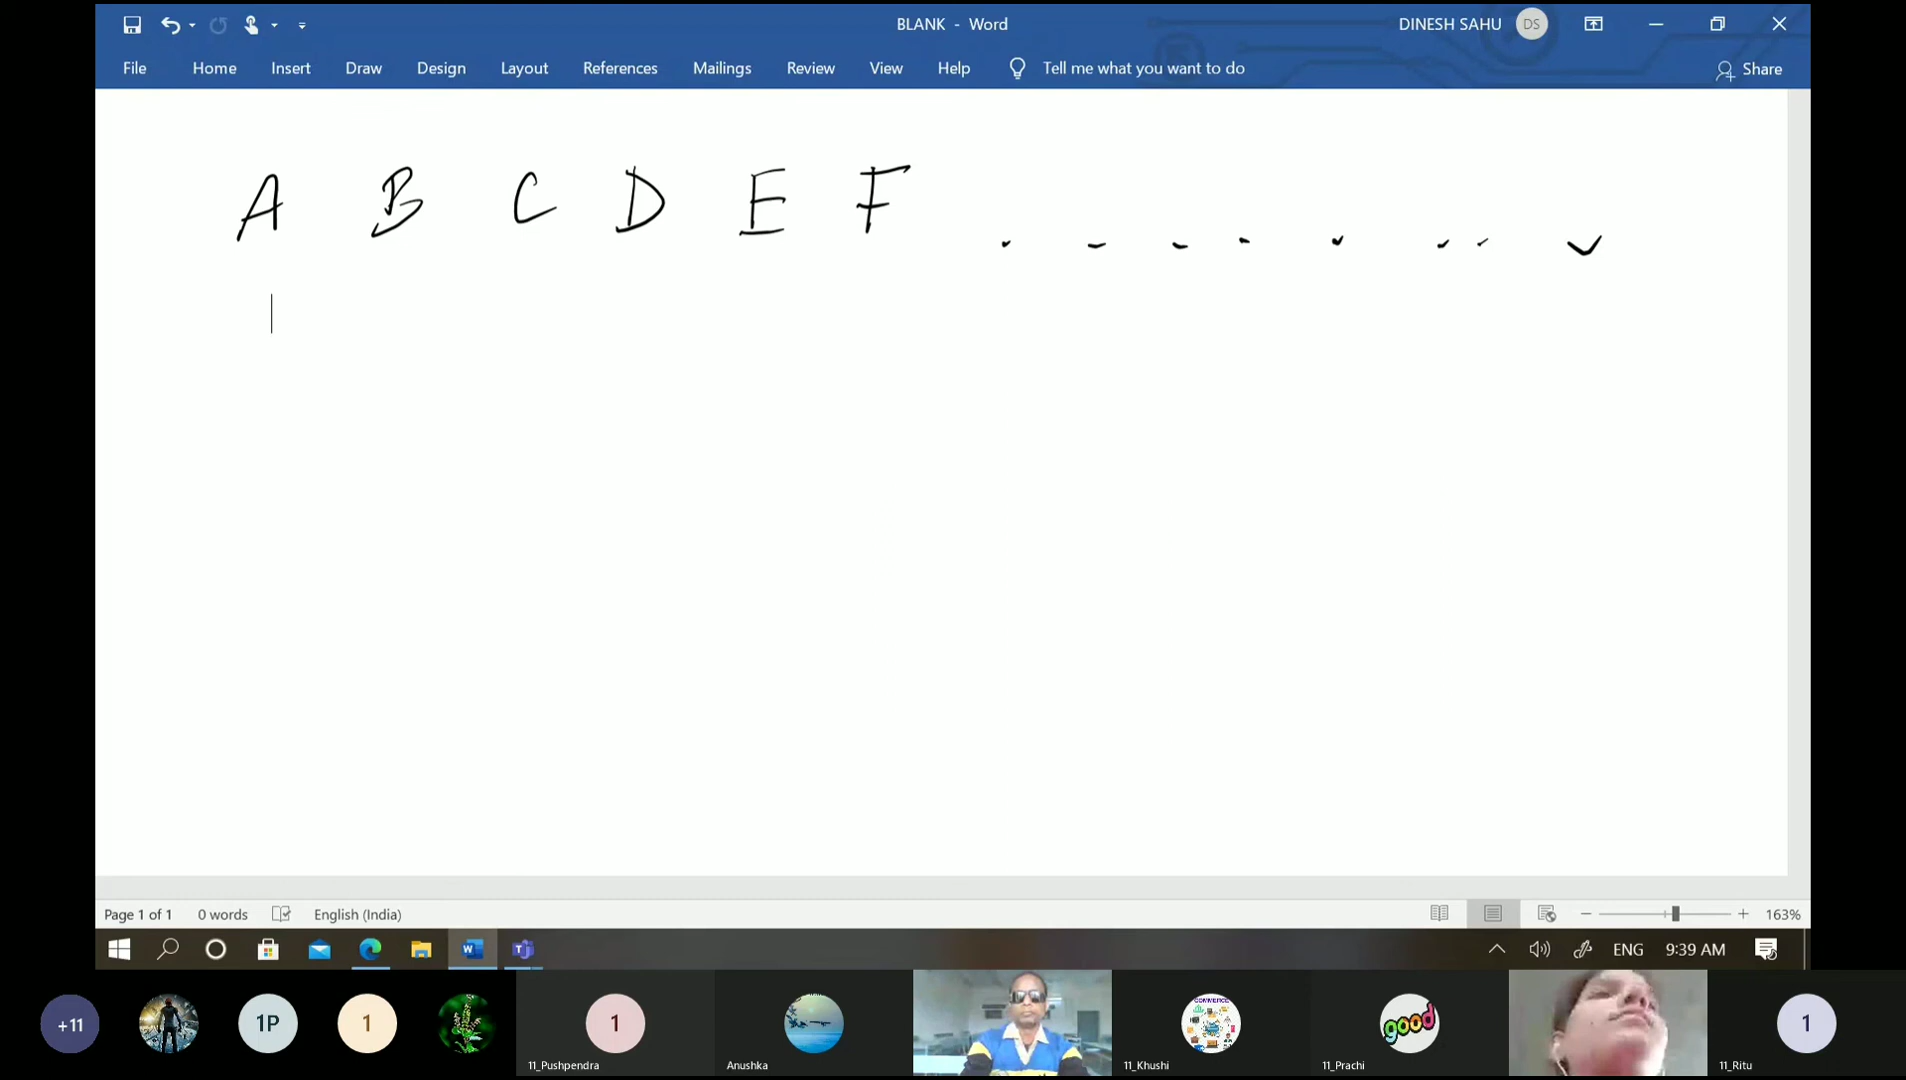 BLANK - Word DINESH SAHU DS
File Home Insert Draw Design Layout References Mailings Review View Help Tell me what you want to do Share
A B C D E F . - - - . . . .
Page 1 of 1 0 words English (India) 163%
ENG 9:39 AM
+11 1P 1 1 COMMERCE good 1
11_Pushpendra Anushka 11_Khushi 11_Prachi 11_Ritu